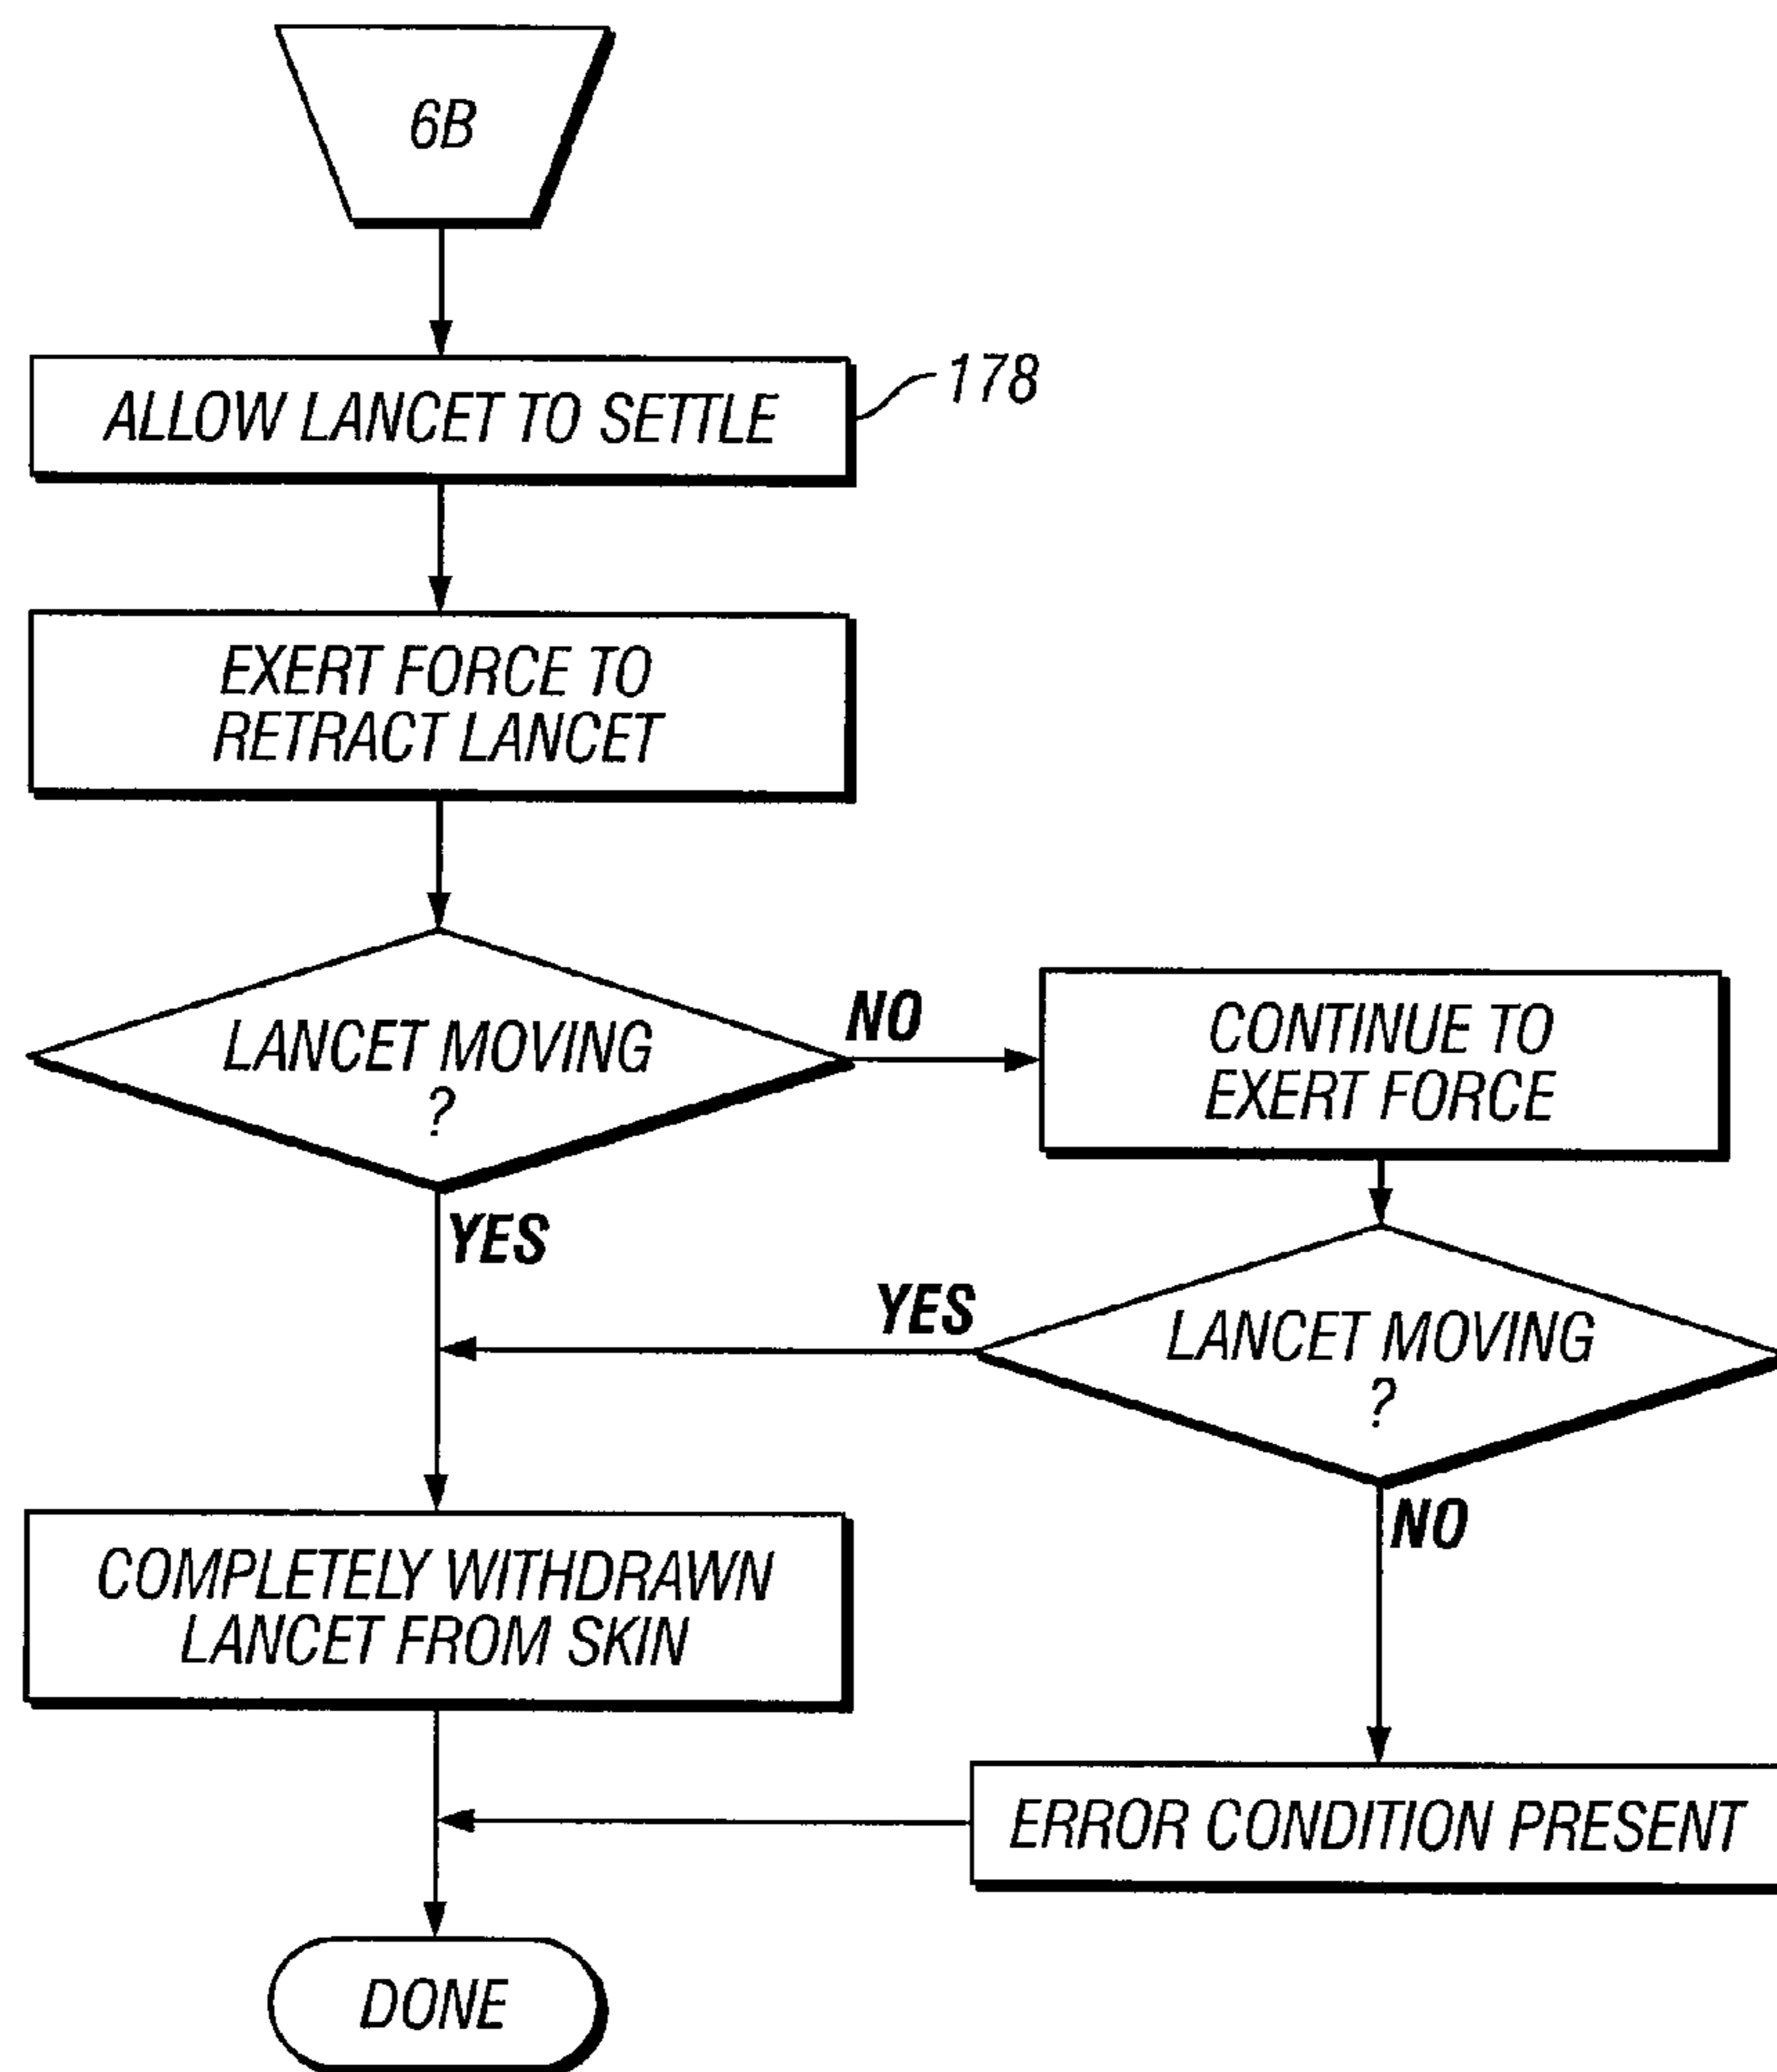 6B
ALLOW LANCET TO SETTLE
178
EXERT FORCE TO
RETRACT LANCET
LANCET MOVING
?
NO
CONTINUE TO
EXERT FORCE
YES
YES
LANCET MOVING
?
NO
COMPLETELY WITHDRAWN
LANCET FROM SKIN
ERROR CONDITION PRESENT
DONE